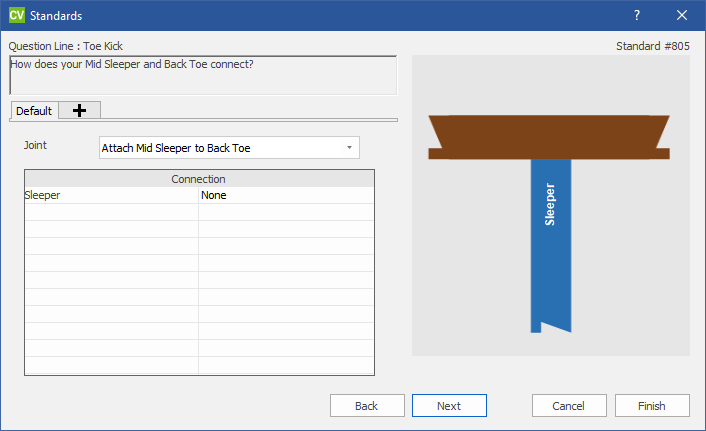 CV Standards ?
Question Line : Toe Kick Standard #805
How does your Mid Sleeper and Back Toe connect?
Default
Joint Attach Mid Sleeper to Back Toe
Connection
Sleeper None
Sleeper
Back Next Cancel Finish